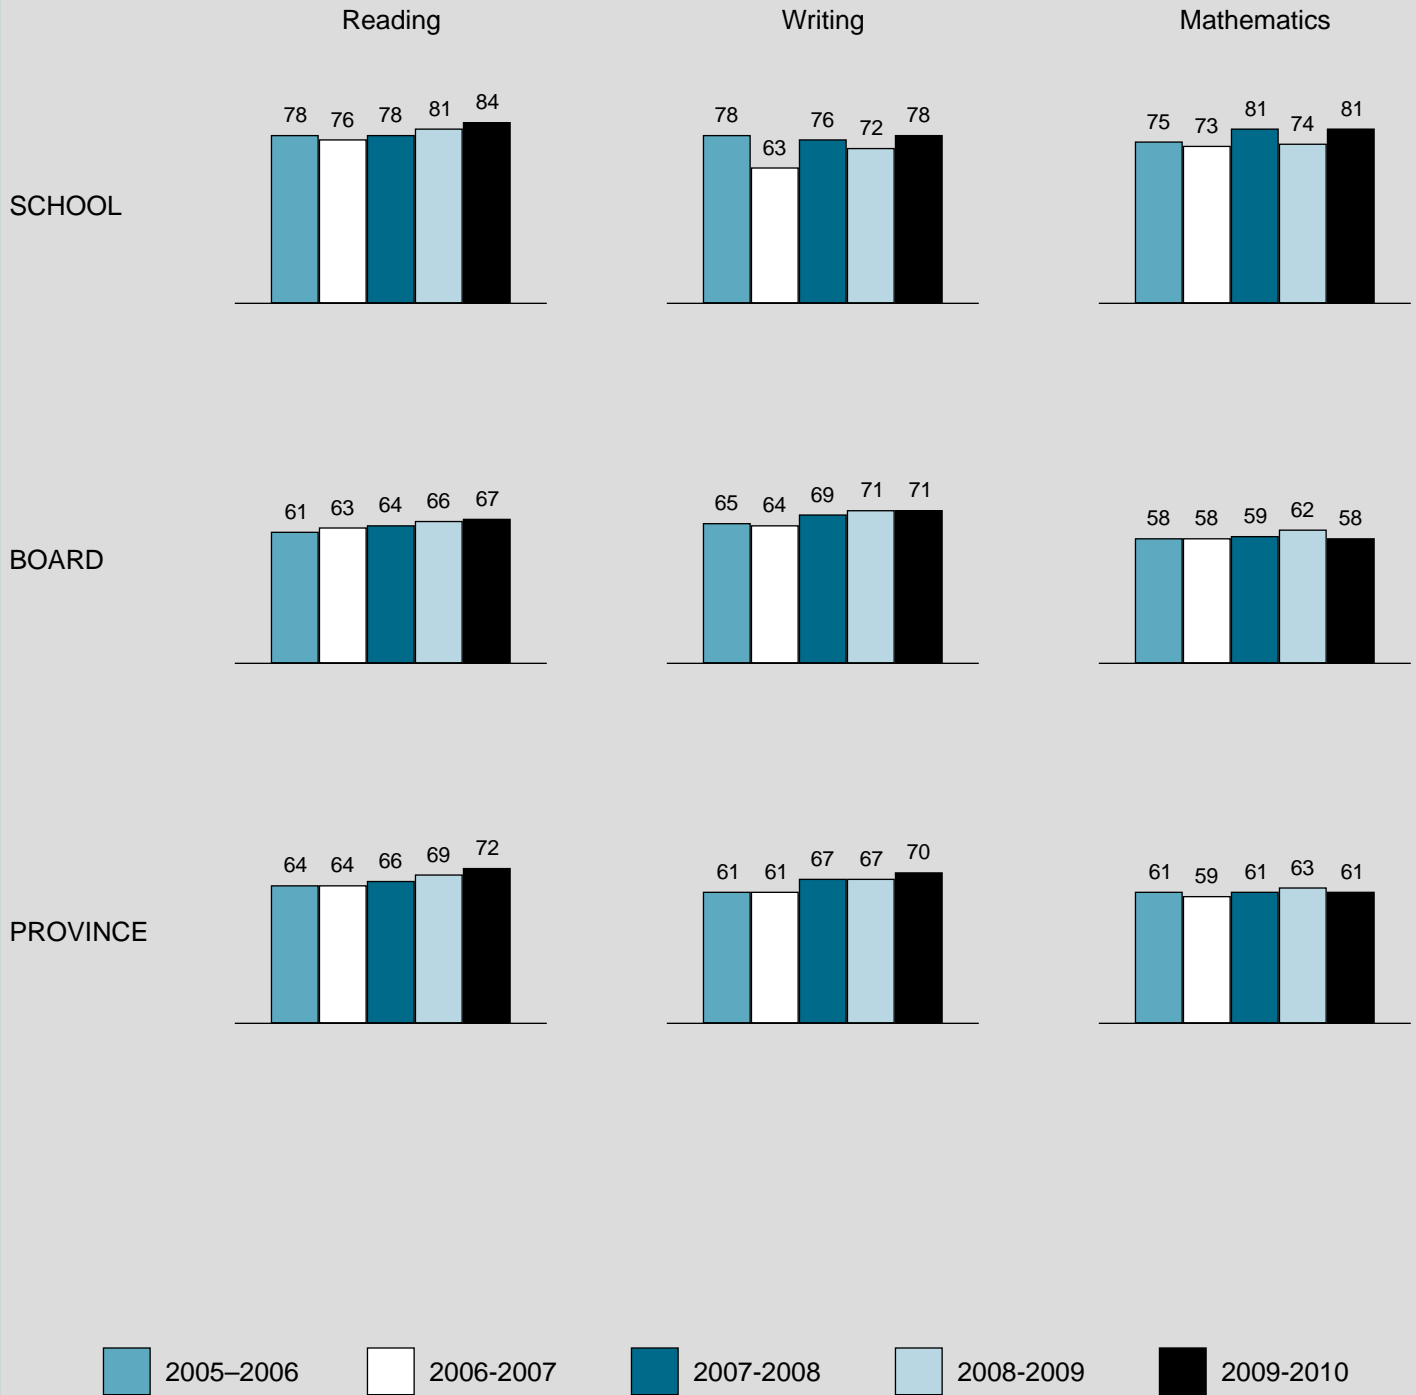 Reading Writing Mathematics
78 76 78 81 84 78 63 76 72 78 75 73 81 74 81
SCHOOL
61 63 64 66 67 65 64 69 71 71 58 58 59 62 58
BOARD
64 64 66 69 72 61 61 67 67 70 61 59 61 63 61
PROVINCE
2005–2006 2006-2007 2007-2008 2008-2009 2009-2010